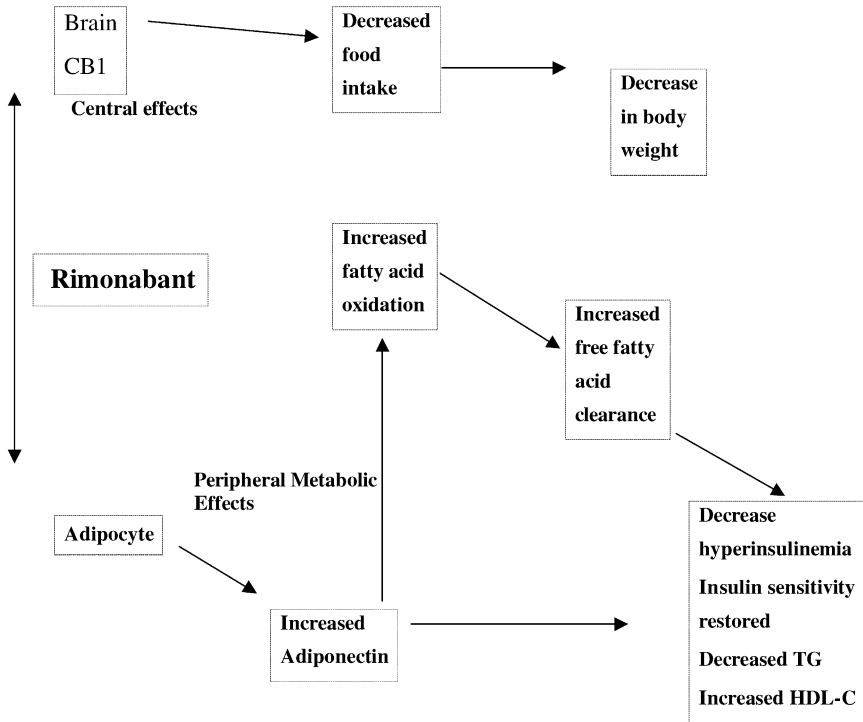 Brain
CB1
Central effects
Decreased
food
intake
Decrease
in body
weight
Rimonabant
Increased
fatty acid
oxidation
Increased
free fatty
acid
clearance
Peripheral Metabolic
Effects
Adipocyte
Increased
Adiponectin
Decrease
hyperinsulinemia
Insulin sensitivity
restored
Decreased TG
Increased HDL-C